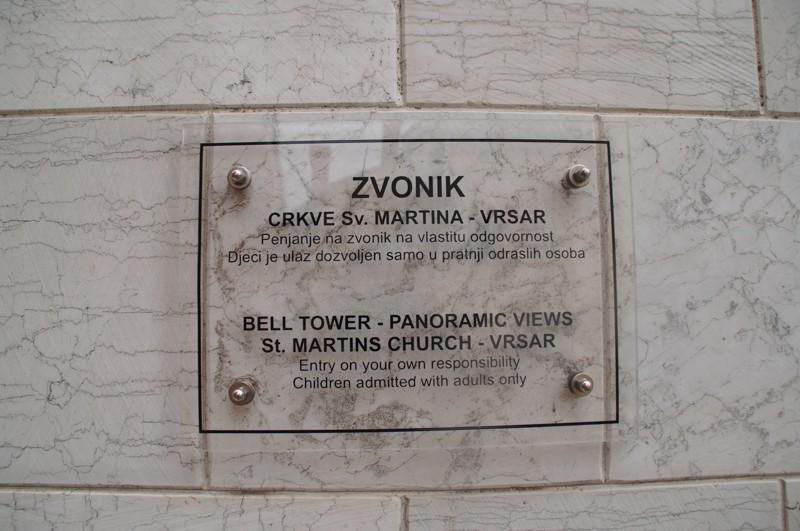 ZVONIK
CRKVE Sv. MARTINA - VRSAR
Penjanje na zvonik na vlastitu odgovornost
Djeci je ulaz dozvoljen samo u pratnji odraslih osoba
BELL TOWER - PANORAMIC VIEWS
St. MARTINS CHURCH - VRSAR
Entry on your own responsibility
Children admitted with adults only